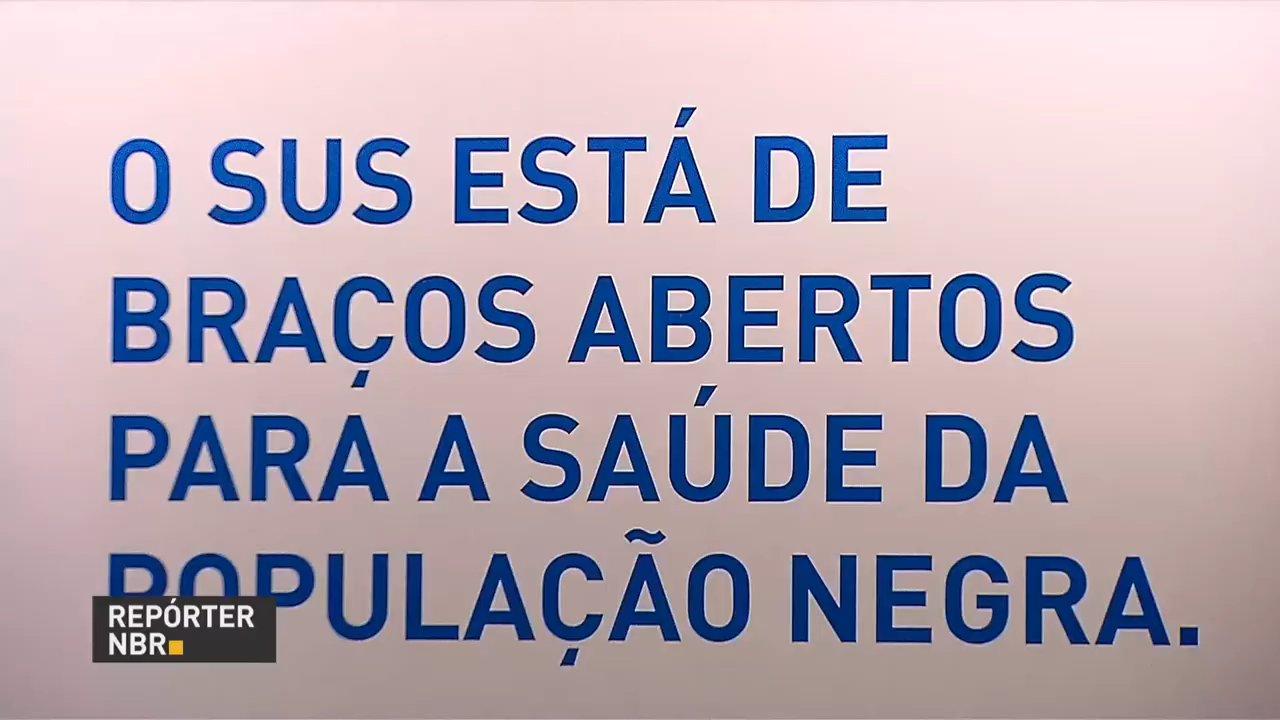 O SUS ESTÁ DE
BRAÇOS ABERTOS
PARA A SAÚDE DA
POPULAÇÃO NEGRA.
REPÓRTER
NBR